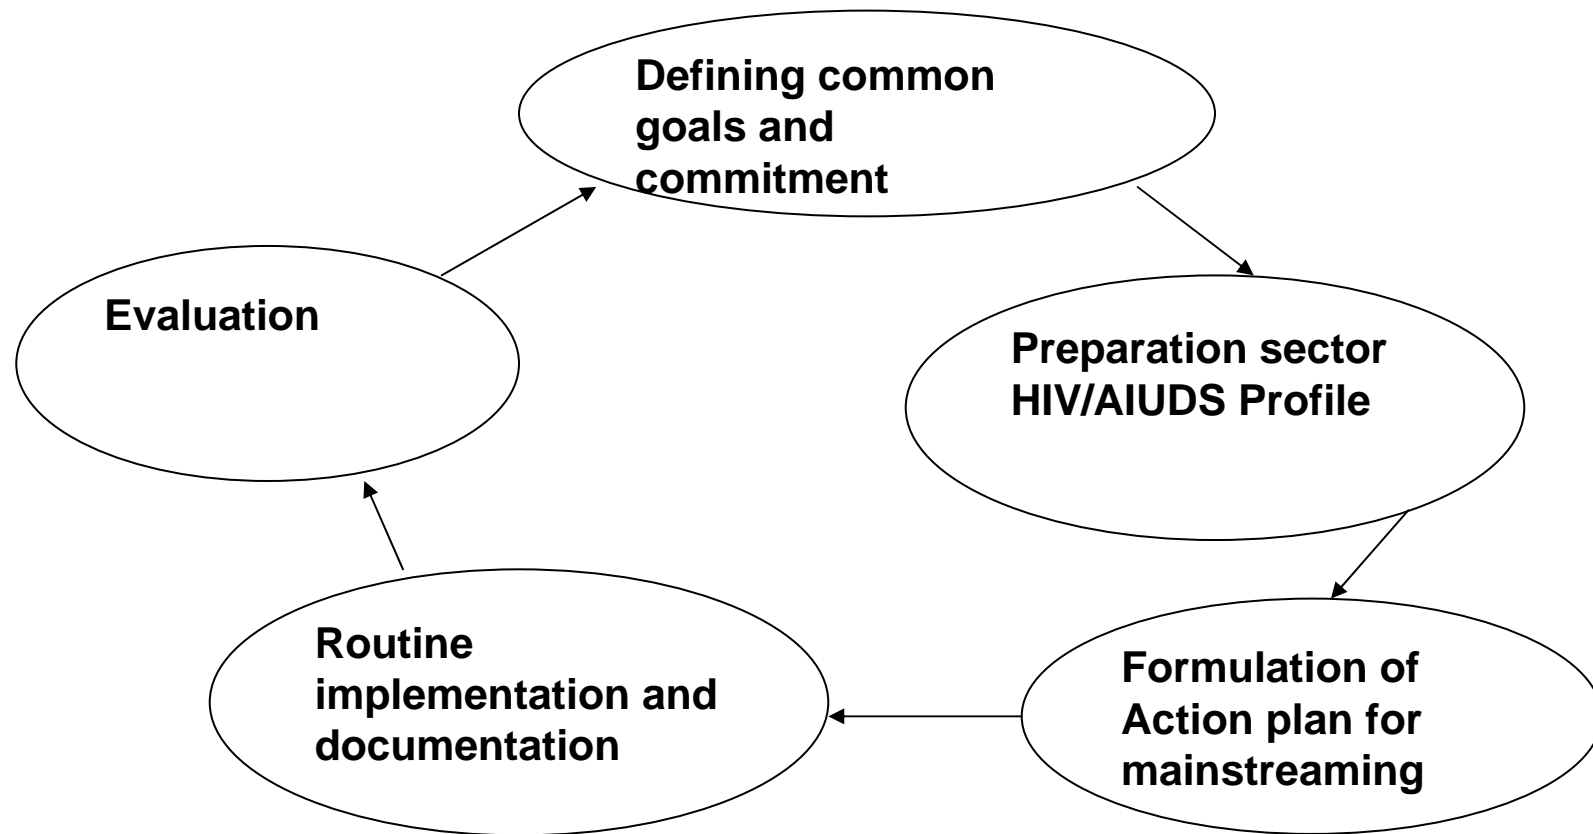 Defining common
goals and
commitment
Evaluation
Preparation sector
HIV/AIUDS Profile
Routine
implementation and
documentation
Formulation of
Action plan for
mainstreaming